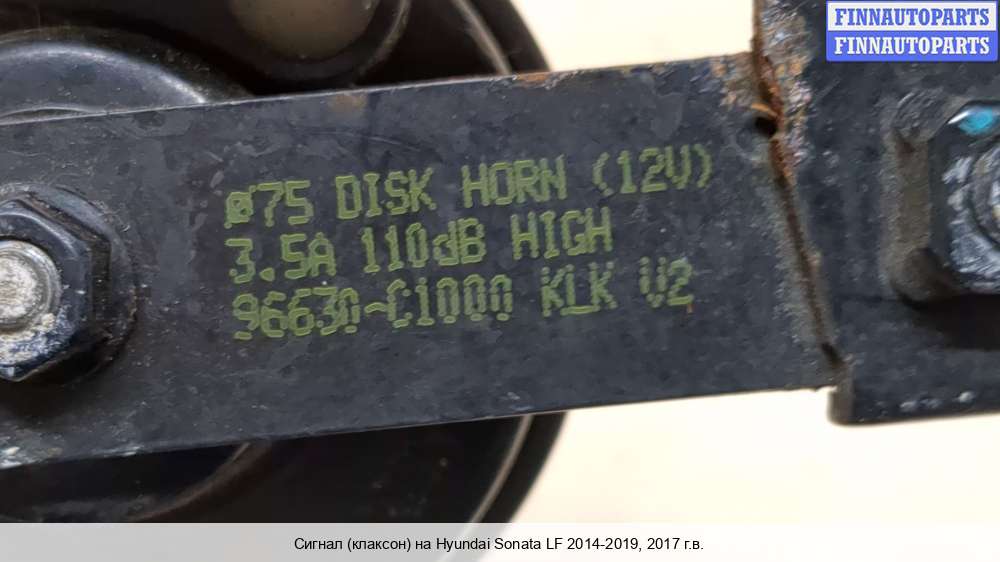 FINNAUTOPARTS
FINNAUTOPARTS
ø75 DISK HORN (12V)
3.5A 110dB HIGH
96630-C1000 KLK V2
Сигнал (клаксон) на Hyundai Sonata LF 2014-2019, 2017 г.в.